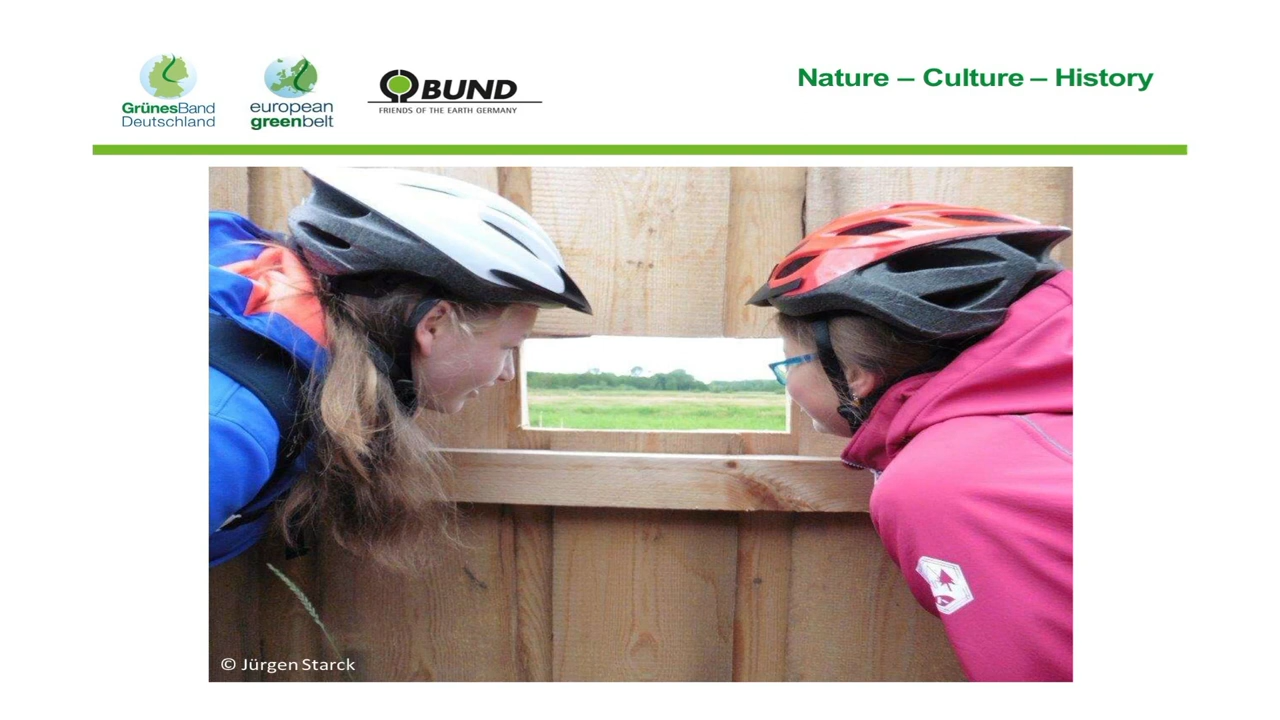 GrünesBand
Deutschland
european
greenbelt
BUND
FRIENDS OF THE EARTH GERMANY
Nature – Culture – History
© Jürgen Starck